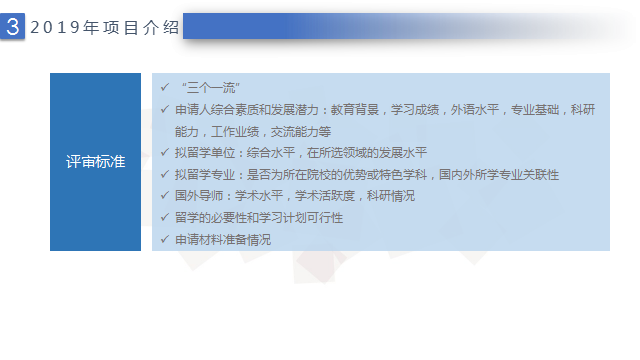 3 2019年项目介绍
评审标准
✓ “三个一流”
✓ 申请人综合素质和发展潜力：教育背景，学习成绩，外语水平，专业基础，科研
能力，工作业绩，交流能力等
✓ 拟留学单位：综合水平，在所选领域的发展水平
✓ 拟留学专业：是否为所在院校的优势或特色学科，国内外所学专业关联性
✓ 国外导师：学术水平，学术活跃度，科研情况
✓ 留学的必要性和学习计划可行性
✓ 申请材料准备情况